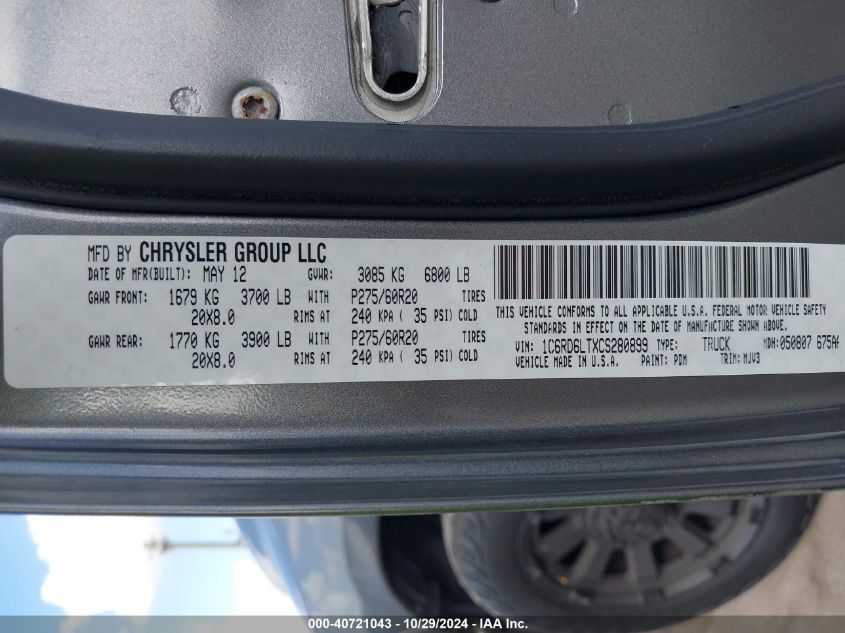 MFD BY CHRYSLER GROUP LLC
DATE OF MFR(BUILT): MAY 12 GVWR: 3085 KG 6800 LB
GAWR FRONT: 1679 KG 3700 LB WITH P275/60R20 TIRES
20X8.0 RIMS AT 240 KPA ( 35 PSI) COLD
GAWR REAR: 1770 KG 3900 LB WITH P275/60R20 TIRES
20X8.0 RIMS AT 240 KPA ( 35 PSI) COLD
THIS VEHICLE CONFORMS TO ALL APPLICABLE U.S.A. FEDERAL MOTOR VEHICLE SAFETY
STANDARDS IN EFFECT ON THE DATE OF MANUFACTURE SHOWN ABOVE
VIN: 1C6RD6LTXCS280899 TYPE: TRUCK MDH: 050807 675AA
VEHICLE MADE IN U.S.A. PAINT: PDM TRIM: MJV3
000-40721043 - 10/29/2024 - IAA Inc.